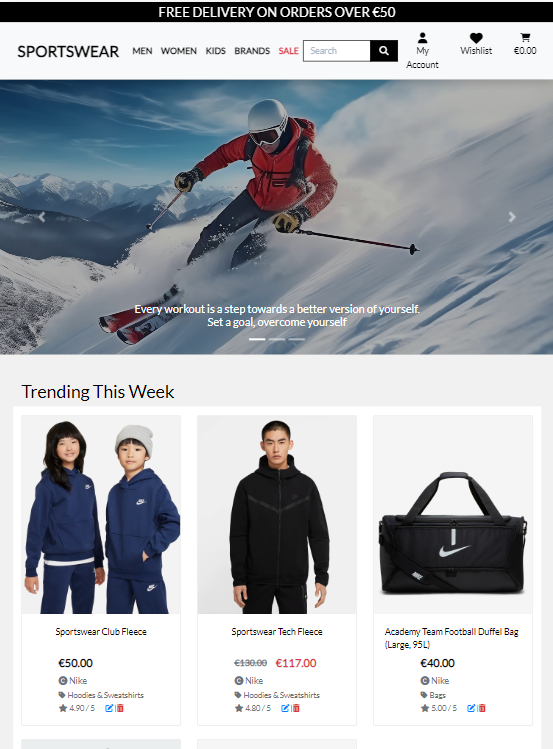 FREE DELIVERY ON ORDERS OVER €50
SPORTSWEAR MEN WOMEN KIDS BRANDS SALE Search My Account Wishlist €0.00
Every workout is a step towards a better version of yourself.
Set a goal, overcome yourself
Trending This Week
Sportswear Club Fleece
€50.00
Nike
Hoodies & Sweatshirts
4.90 / 5 |
Sportswear Tech Fleece
€130.00 €117.00
Nike
Hoodies & Sweatshirts
4.80 / 5 |
Academy Team Football Duffel Bag
(Large, 95L)
€40.00
Nike
Bags
5.00 / 5 |